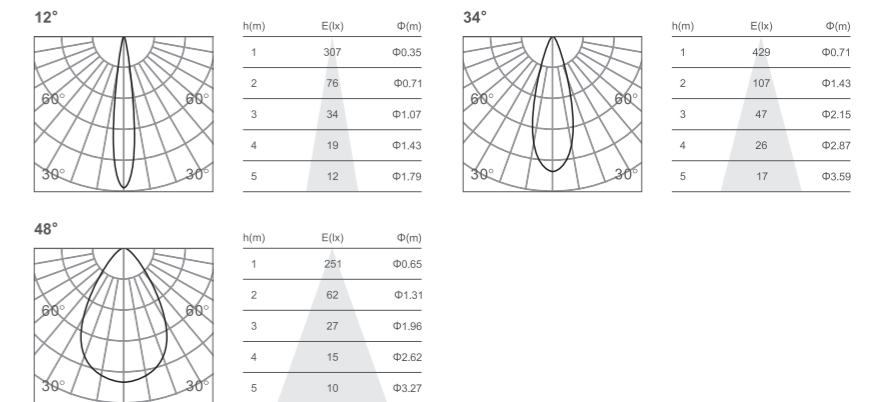 12°
h(m) E(lx) Φ(m)
1 307 Φ0.35
2 76 Φ0.71
3 34 Φ1.07
4 19 Φ1.43
5 12 Φ1.79
60° 60°
30° 30°
34°
h(m) E(lx) Φ(m)
1 429 Φ0.71
2 107 Φ1.43
3 47 Φ2.15
4 26 Φ2.87
5 17 Φ3.59
60° 60°
30° 30°
48°
h(m) E(lx) Φ(m)
1 251 Φ0.65
2 62 Φ1.31
3 27 Φ1.96
4 15 Φ2.62
5 10 Φ3.27
60° 60°
30° 30°